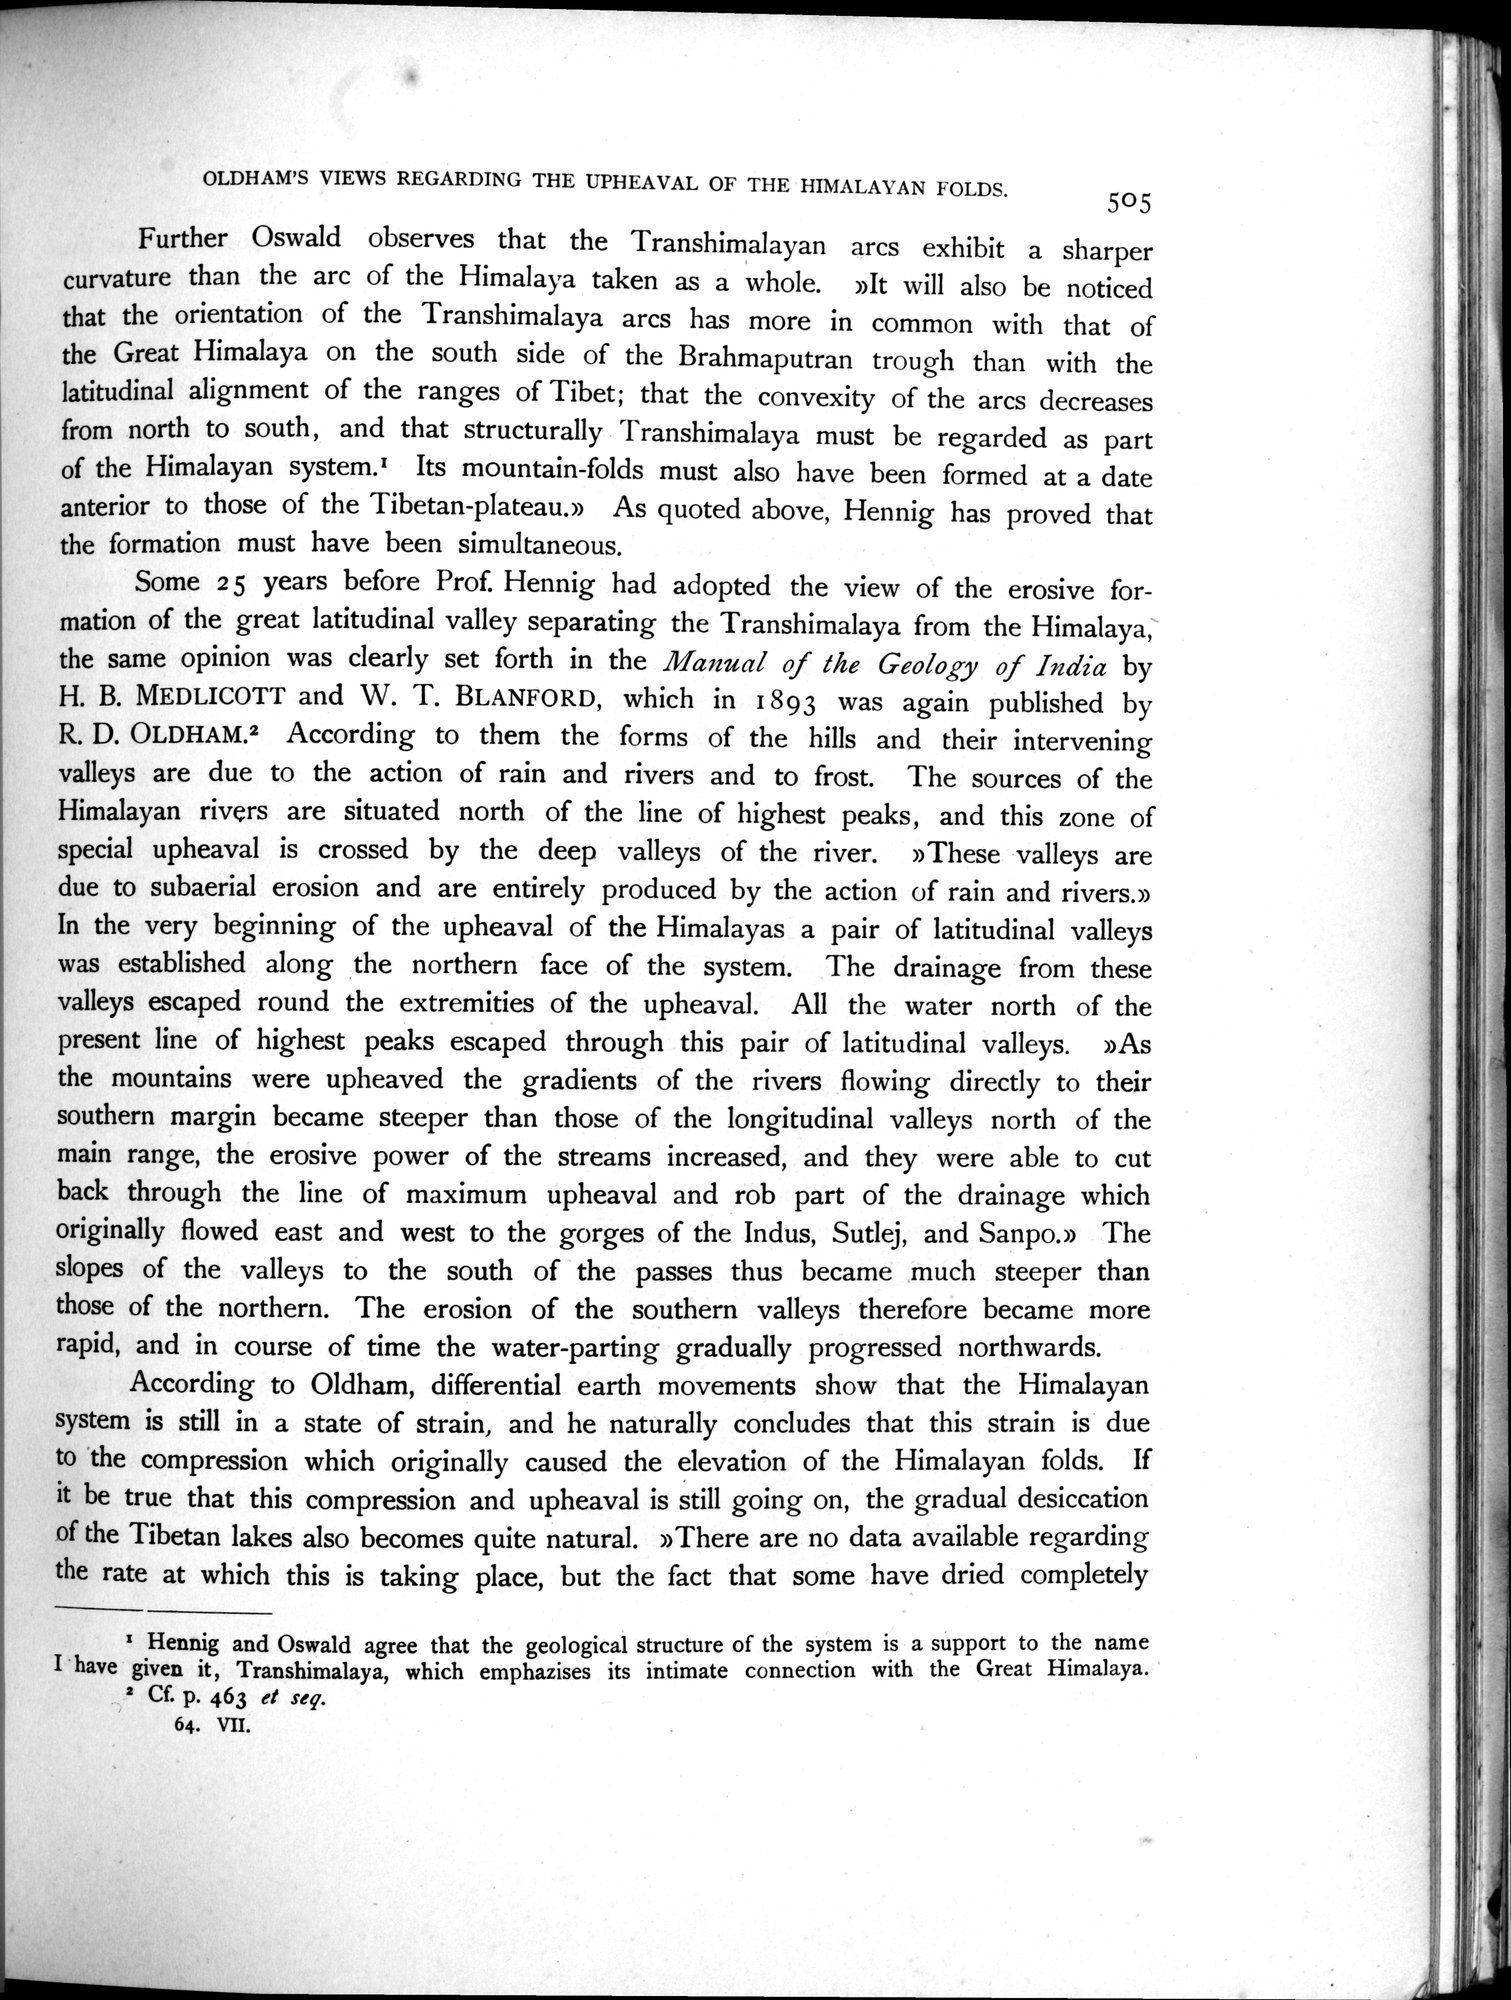 OLDHAM'S VIEWS REGARDING THE UPHEAVAL OF THE HIMALAYAN FOLDS. 505
Further Oswald observes that the Transhimalayan arcs exhibit a sharper
curvature than the arc of the Himalaya taken as a whole. »It will also be noticed
that the orientation of the Transhimalaya arcs has more in common with that of
the Great Himalaya on the south side of the Brahmaputran trough than with the
latitudinal alignment of the ranges of Tibet; that the convexity of the arcs decreases
from north to south, and that structurally Transhimalaya must be regarded as part
of the Himalayan system.¹ Its mountain-folds must also have been formed at a date
anterior to those of the Tibetan-plateau.» As quoted above, Hennig has proved that
the formation must have been simultaneous.
Some 25 years before Prof. Hennig had adopted the view of the erosive for-
mation of the great latitudinal valley separating the Transhimalaya from the Himalaya,
the same opinion was clearly set forth in the Manual of the Geology of India by
H. B. MEDLICOTT and W. T. BLANFORD, which in 1893 was again published by
R. D. OLDHAM.² According to them the forms of the hills and their intervening
valleys are due to the action of rain and rivers and to frost. The sources of the
Himalayan rivers are situated north of the line of highest peaks, and this zone of
special upheaval is crossed by the deep valleys of the river. »These valleys are
due to subaerial erosion and are entirely produced by the action of rain and rivers.»
In the very beginning of the upheaval of the Himalayas a pair of latitudinal valleys
was established along the northern face of the system. The drainage from these
valleys escaped round the extremities of the upheaval. All the water north of the
present line of highest peaks escaped through this pair of latitudinal valleys. »As
the mountains were upheaved the gradients of the rivers flowing directly to their
southern margin became steeper than those of the longitudinal valleys north of the
main range, the erosive power of the streams increased, and they were able to cut
back through the line of maximum upheaval and rob part of the drainage which
originally flowed east and west to the gorges of the Indus, Sutlej, and Sanpo.» The
slopes of the valleys to the south of the passes thus became much steeper than
those of the northern. The erosion of the southern valleys therefore became more
rapid, and in course of time the water-parting gradually progressed northwards.
According to Oldham, differential earth movements show that the Himalayan
system is still in a state of strain, and he naturally concludes that this strain is due
to the compression which originally caused the elevation of the Himalayan folds. If
it be true that this compression and upheaval is still going on, the gradual desiccation
of the Tibetan lakes also becomes quite natural. »There are no data available regarding
the rate at which this is taking place, but the fact that some have dried completely
¹ Hennig and Oswald agree that the geological structure of the system is a support to the name
I have given it, Transhimalaya, which emphazises its intimate connection with the Great Himalaya.
² Cf. p. 463 et seq.
64. VII.